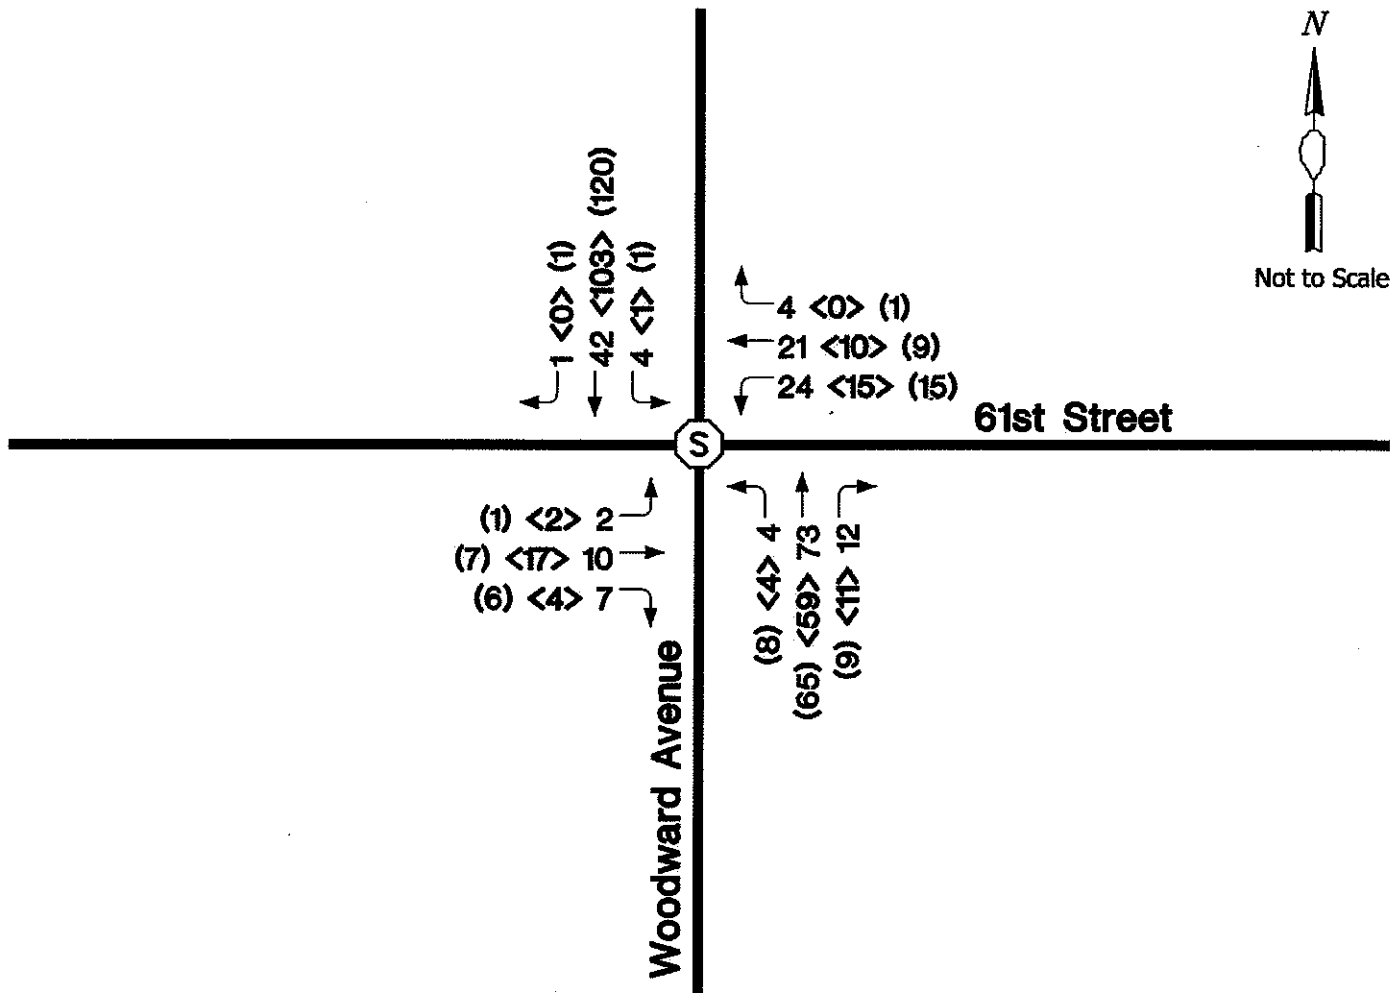 N
Not to Scale
1 <0> (1)
42 <103> (120)
4 <1> (1)
4 <0> (1)
21 <10> (9)
24 <15> (15)
61st Street
S
(1) <2> 2
(7) <17> 10
(6) <4> 7
(8) <4> 4
(65) <59> 73
(9) <11> 12
Woodward Avenue